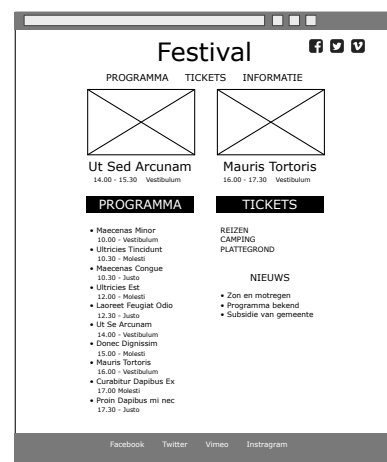 Festival
PROGRAMMA TICKETS INFORMATIE
Ut Sed Arcunam
14.00 - 15.30 Vestibulum
Mauris Tortoris
16.00 - 17.30 Vestibulum
PROGRAMMA
• Maecenas Minor
10.00 - Vestibulum
• Ultricies Tincidunt
10.30 - Molesti
• Maecenas Congue
10.30 - Justo
• Ultricies Est
12.00 - Molesti
• Laoreet Feugiat Odio
12.30 - Justo
• Ut Se Arcunam
14.00 - Vestibulum
• Donec Dignissim
15.00 - Molesti
• Mauris Tortoris
16.00 - Vestibulum
• Curabitur Dapibus Ex
17.00 Molesti
• Proin Dapibus mi nec
17.30 - Justo
TICKETS
REIZEN
CAMPING
PLATTEGROND
NIEUWS
• Zon en motregen
• Programma bekend
• Subsidie van gemeente
Facebook Twitter Vimeo Instragram